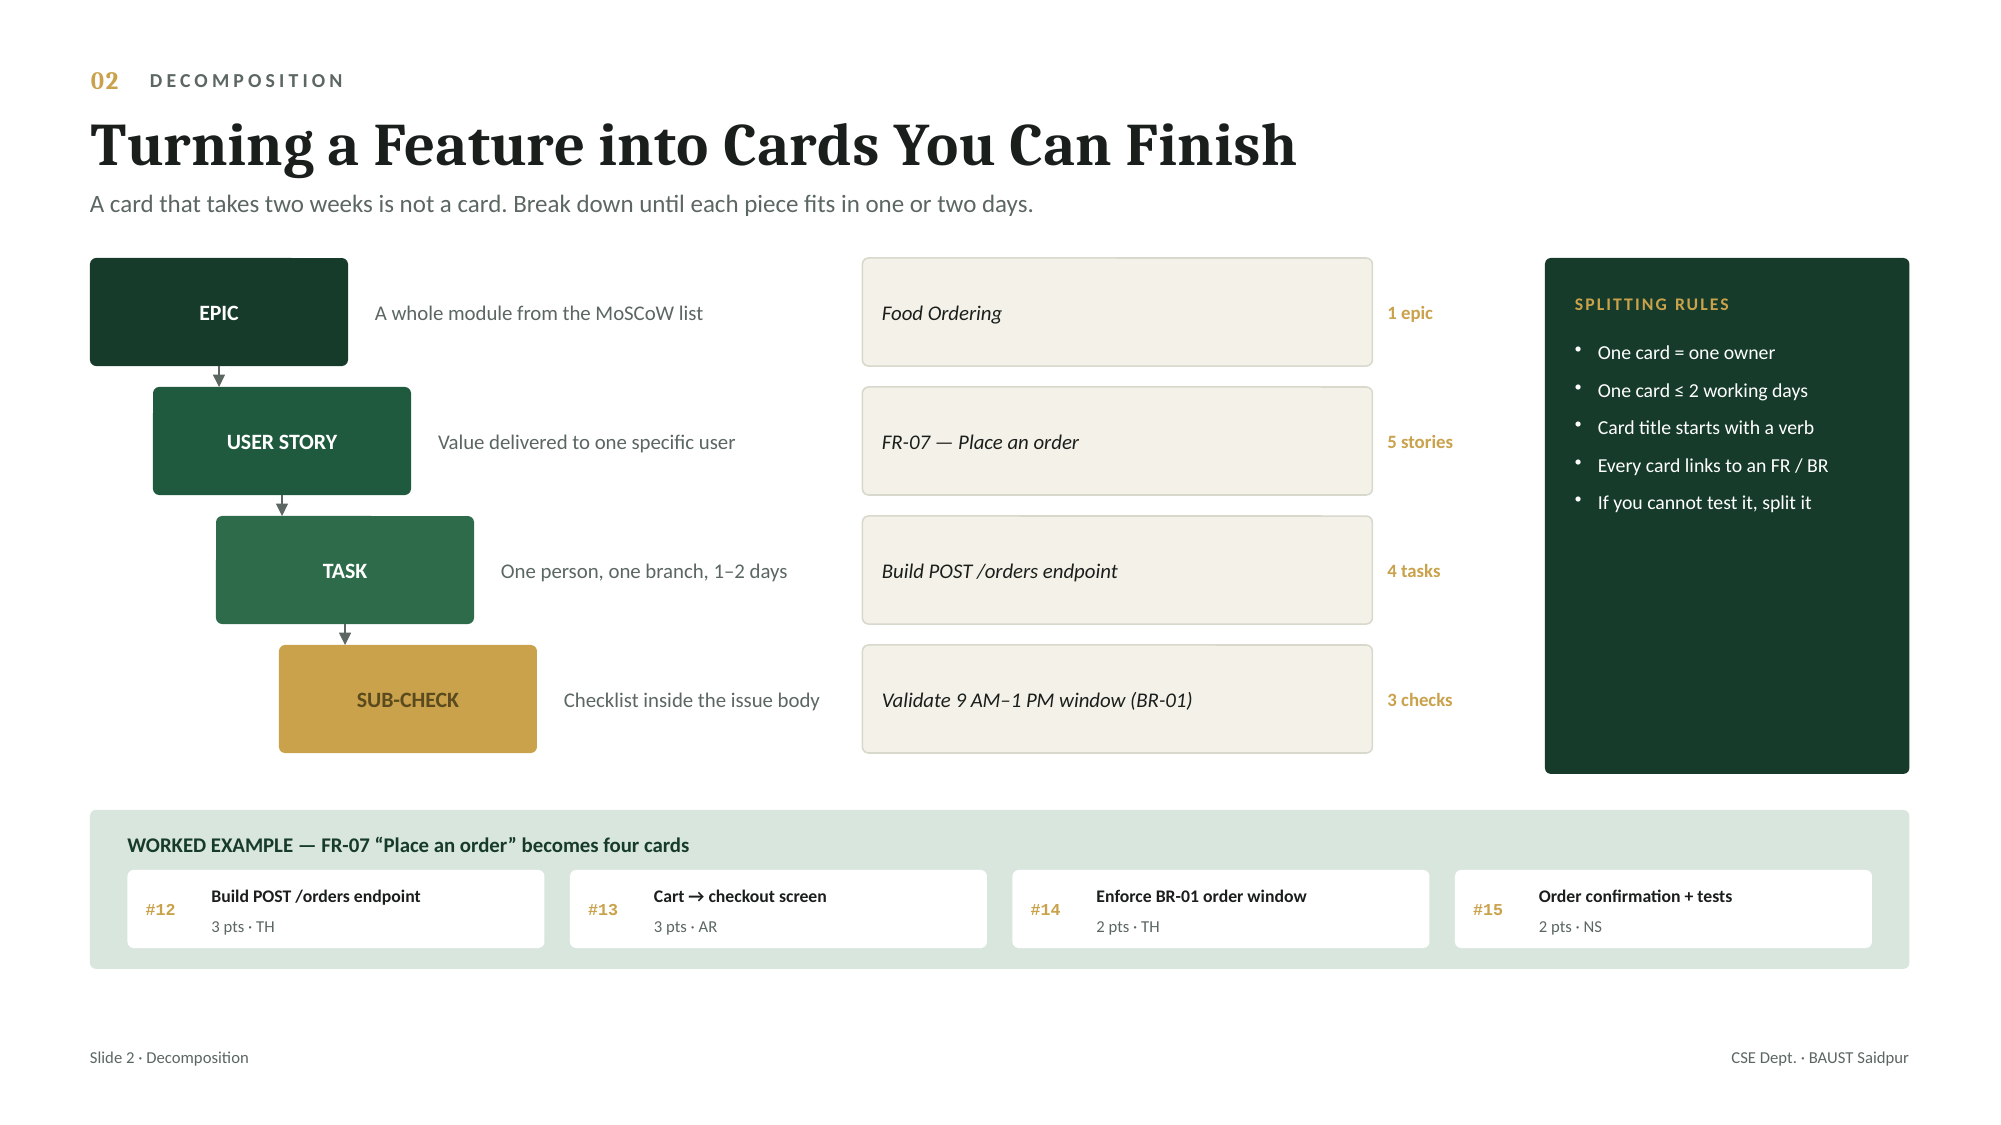 02 DECOMPOSITION
Turning a Feature into Cards You Can Finish
A card that takes two weeks is not a card. Break down until each piece fits in one or two days.
EPIC
A whole module from the MoSCoW list
Food Ordering
1 epic
USER STORY
Value delivered to one specific user
FR-07 — Place an order
5 stories
TASK
One person, one branch, 1–2 days
Build POST /orders endpoint
4 tasks
SUB-CHECK
Checklist inside the issue body
Validate 9 AM–1 PM window (BR-01)
3 checks
SPLITTING RULES
• One card = one owner
• One card ≤ 2 working days
• Card title starts with a verb
• Every card links to an FR / BR
• If you cannot test it, split it
WORKED EXAMPLE — FR-07 “Place an order” becomes four cards
#12
Build POST /orders endpoint
3 pts · TH
#13
Cart → checkout screen
3 pts · AR
#14
Enforce BR-01 order window
2 pts · TH
#15
Order confirmation + tests
2 pts · NS
Slide 2 · Decomposition
CSE Dept. · BAUST Saidpur